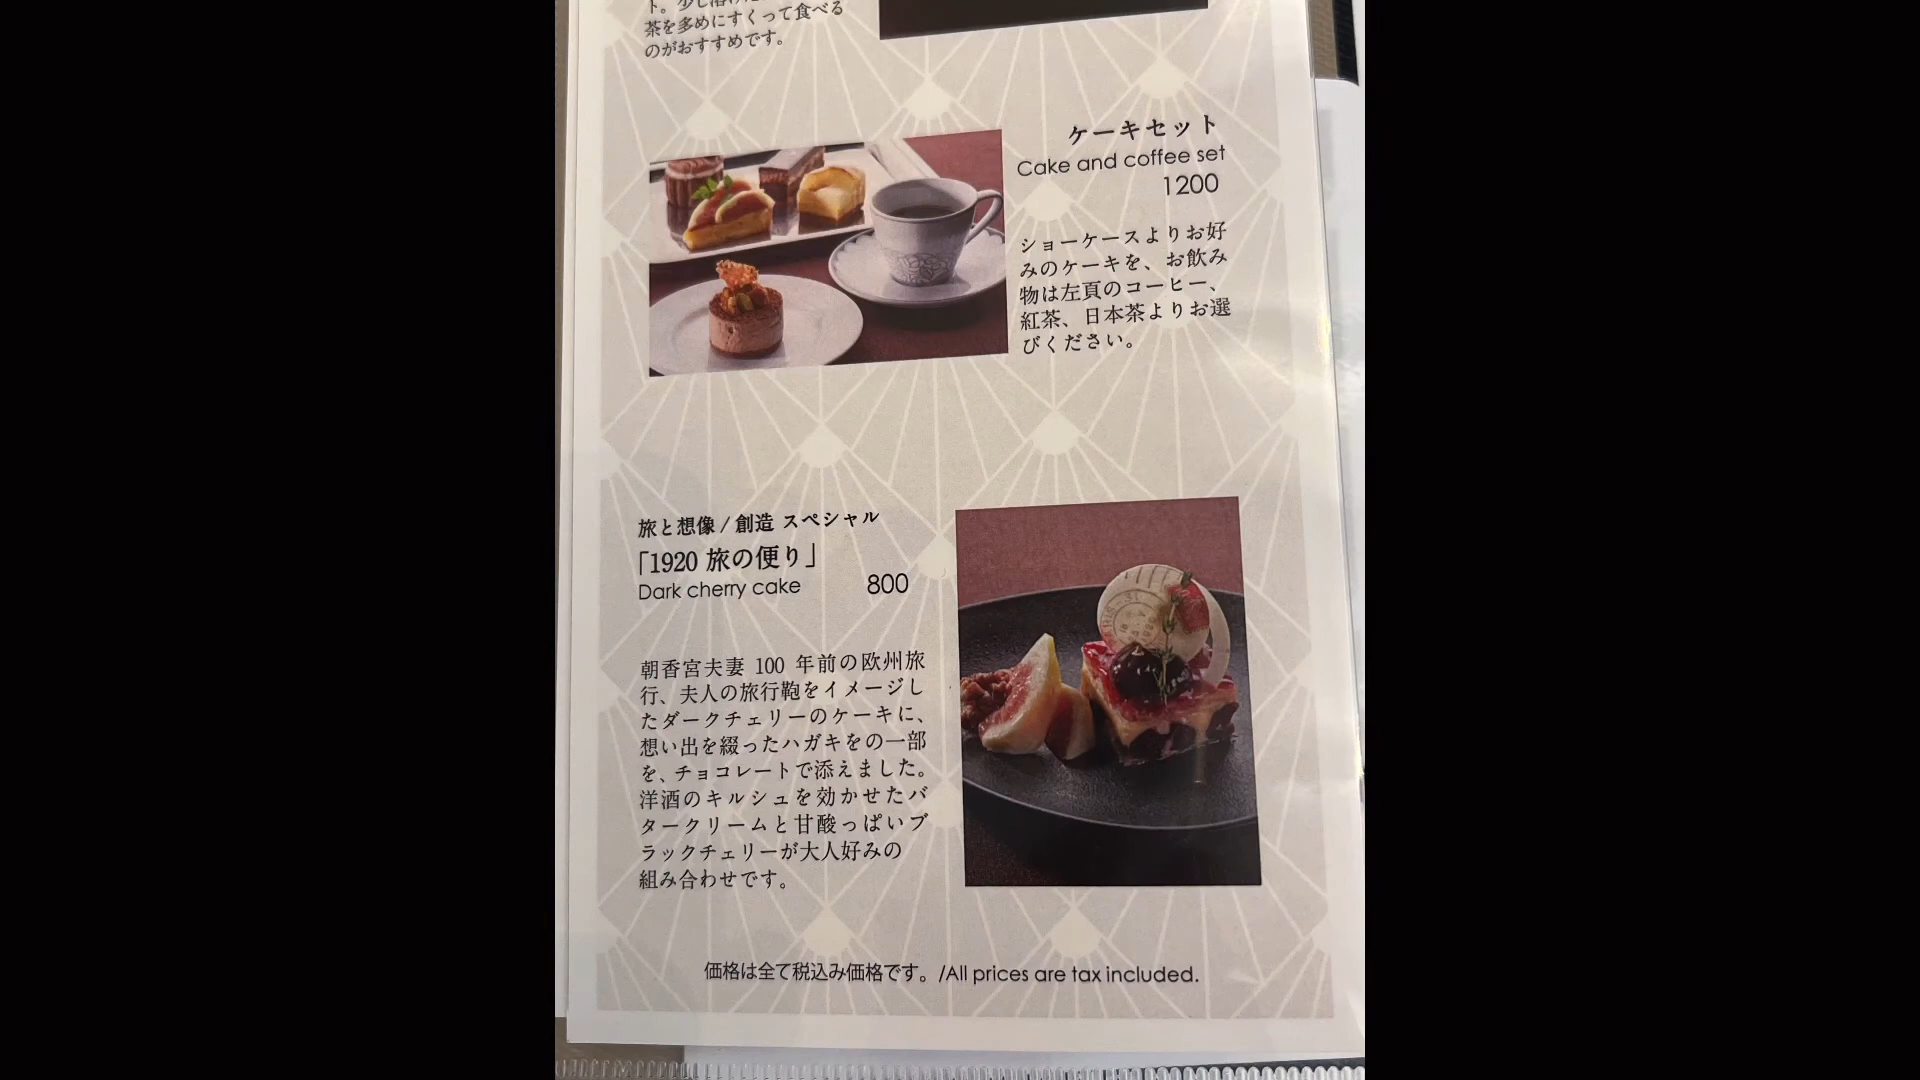 茶を多めにすくって食べる
のがおすすめです。
ケーキセット
Cake and coffee set
1200
ショーケースよりお好
みのケーキを、お飲み
物は左頁のコーヒー、
紅茶、日本茶よりお選
びください。
旅と想像/創造 スペシャル
「1920 旅の便り」
Dark cherry cake 800
朝香宮夫妻 100 年前の欧州旅
行、夫人の旅行鞄をイメージし
たダークチェリーのケーキに、
想い出を綴ったハガキをの一部
を、チョコレートで添えました。
洋酒のキルシュを効かせたバ
タークリームと甘酸っぱいブ
ラックチェリーが大人好みの
組み合わせです。
価格は全て税込み価格です。/All prices are tax included.